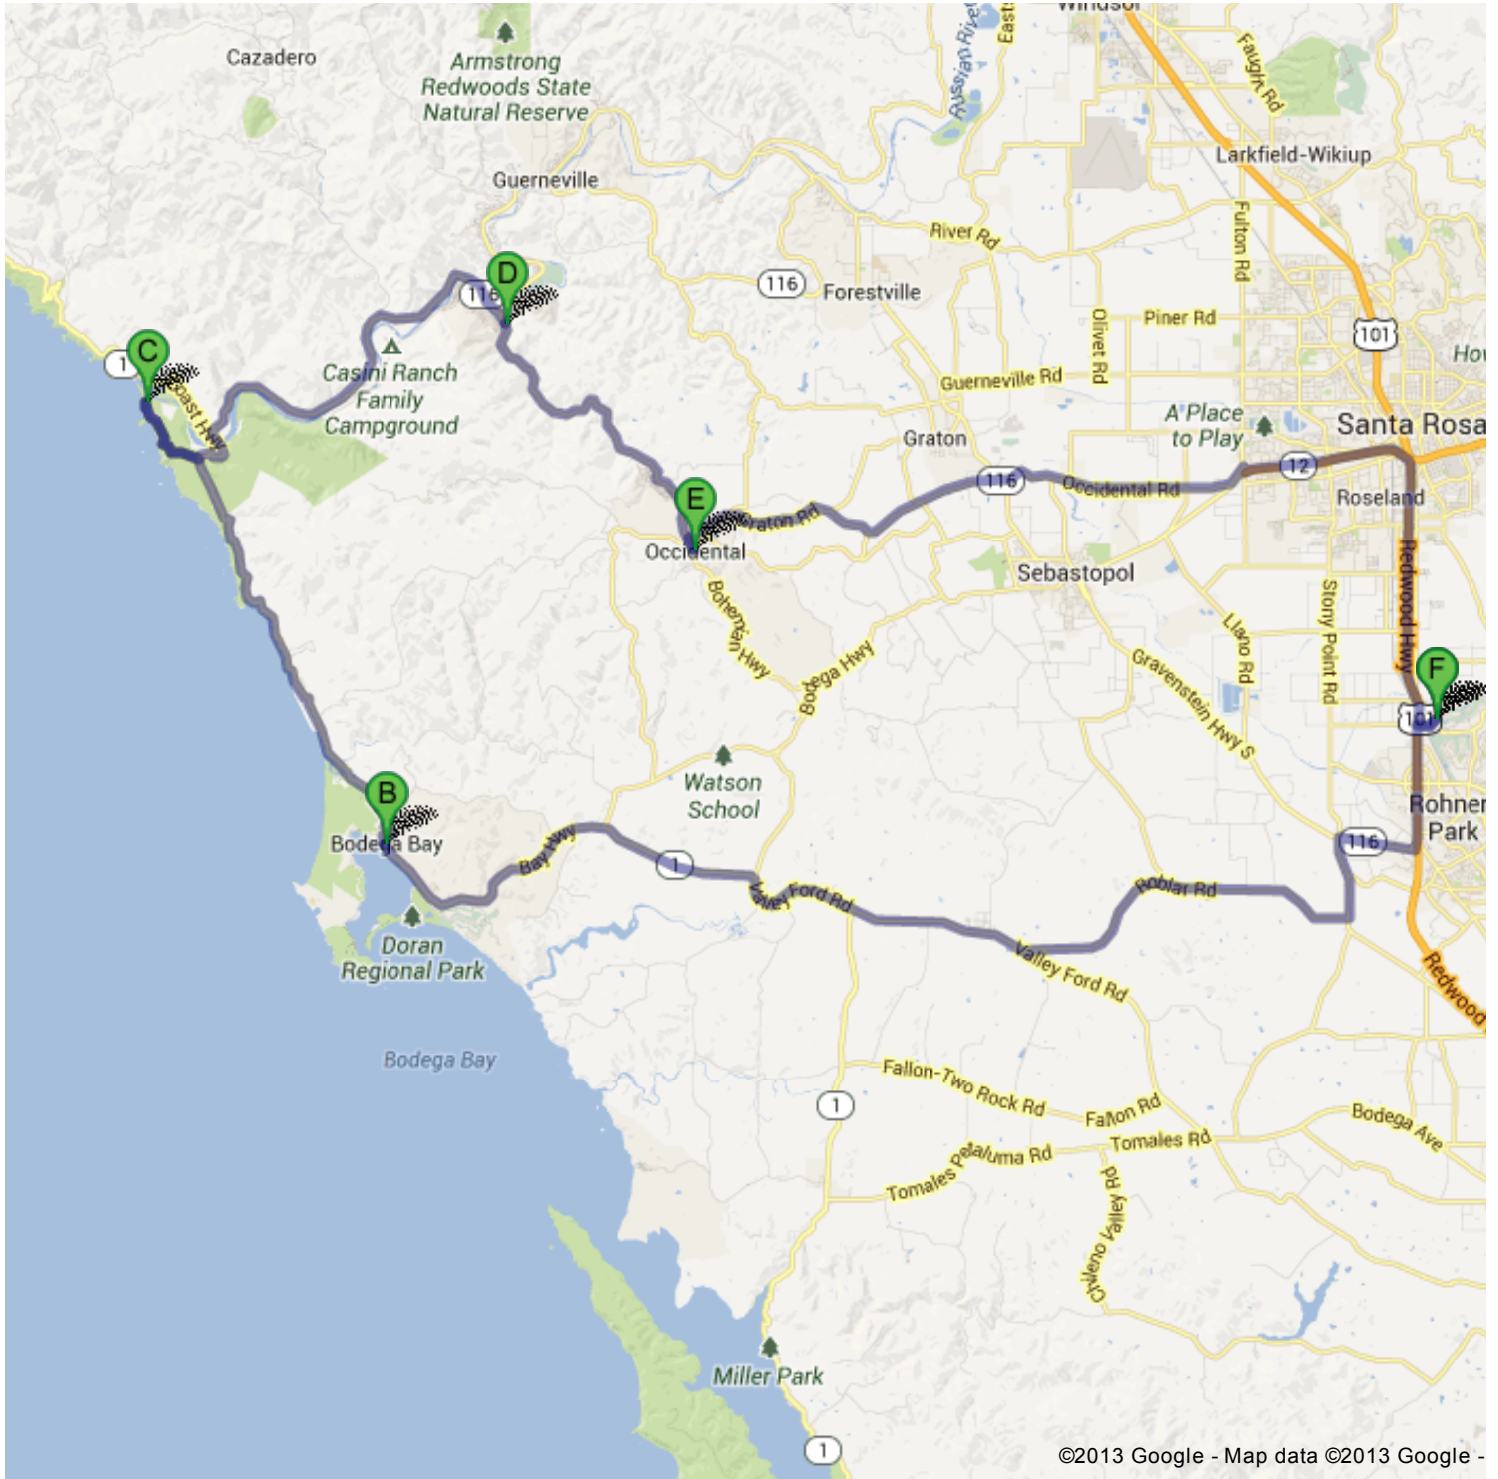 Windsor
Cazadero
Armstrong
Redwoods State
Natural Reserve
Russian River
Faught Rd
Larkfield-Wikiup
Guerneville
Fulton Rd
River Rd
D
116
116
Forestville
Olivet Rd
Piner Rd
101
C
1
Coast Hwy
Casini Ranch
Family
Campground
Guerneville Rd
A Place
to Play
Santa Rosa
Graton
12
116
Occidental Rd
Roseland
E
Graton Rd
Occidental
Sebastopol
Redwood Hwy
Bohemian Hwy
Bodega Hwy
Llano Rd
Stony Point Rd
Gravenstein Hwy S
F
101
Watson
School
B
Bodega Bay
Rohner
Park
116
Bay Hwy
1
Valley Ford Rd
Roblar Rd
Doran
Regional Park
Valley Ford Rd
Redwood
Bodega Bay
Fallon-Two Rock Rd
Fallon Rd
1
Bodega Ave
Tomales Rd
Tomales Petaluma Rd
Chileno Valley Rd
Miller Park
1
©2013 Google - Map data ©2013 Google -